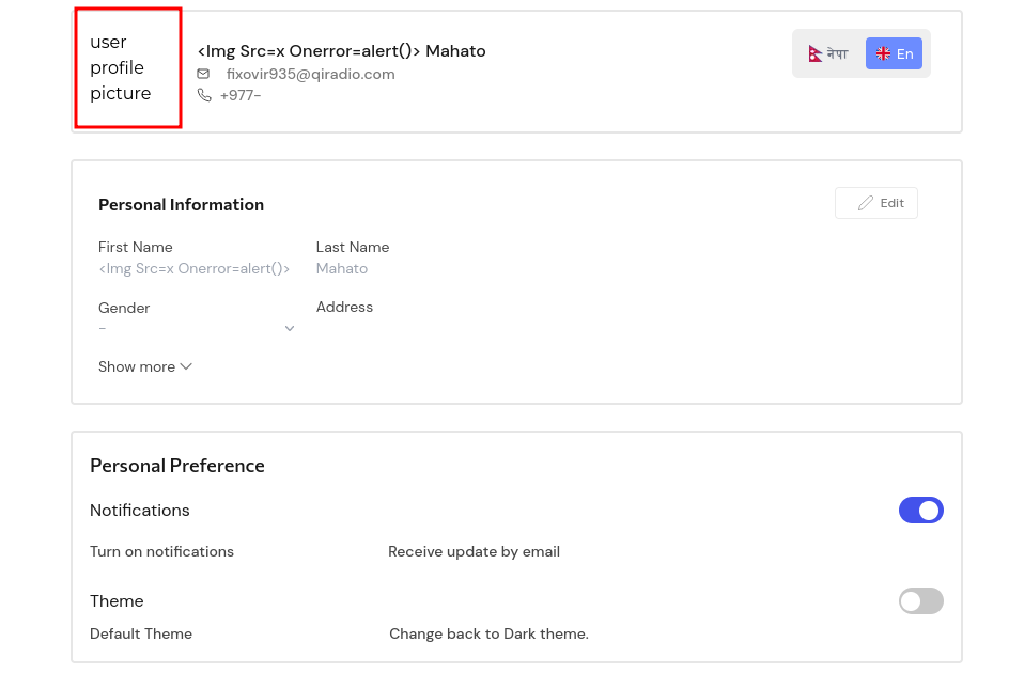 user
profile
picture
<Img Src=x Onerror=alert()> Mahato
fixovir935@qiradio.com
+977-
नेपा
En
Personal Information
Edit
First Name
Last Name
<Img Src=x Onerror=alert()>
Mahato
Gender
Address
-
Show more
Personal Preference
Notifications
Turn on notifications
Receive update by email
Theme
Default Theme
Change back to Dark theme.